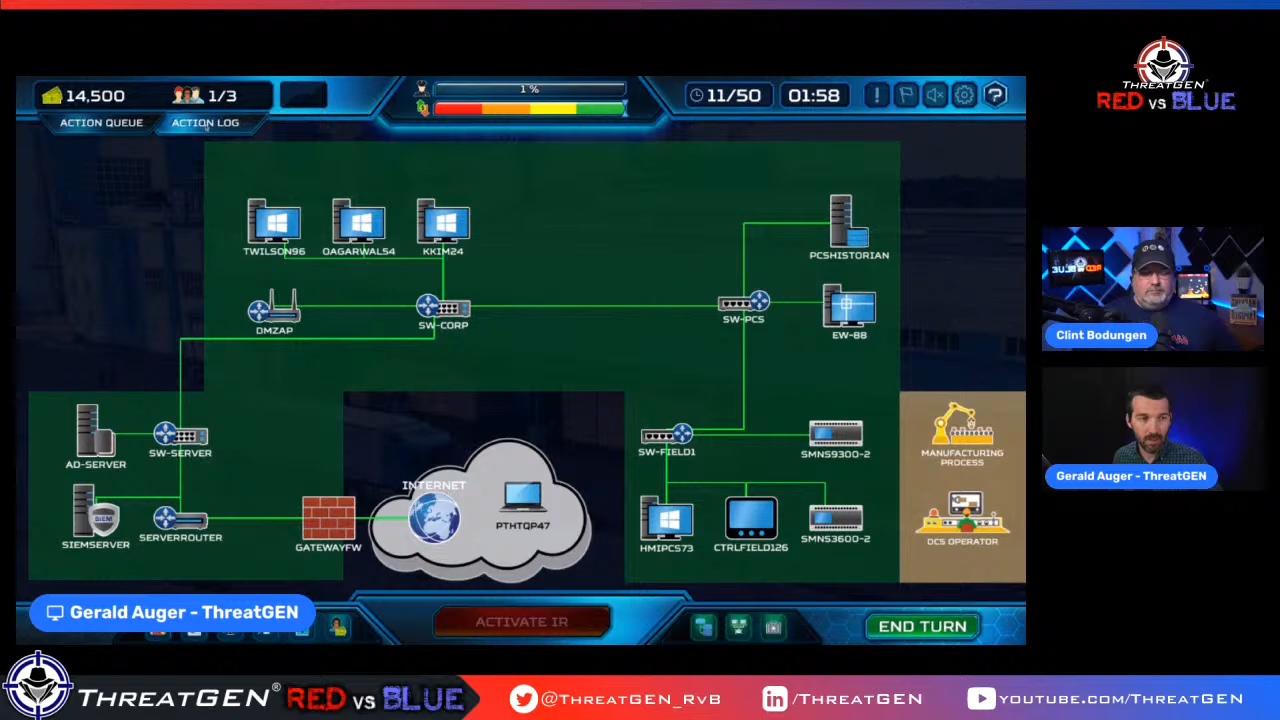 14,500
1/3
1 %
11/50
01:58
!
?
ACTION QUEUE
ACTION LOG
THREATGEN®
RED vs BLUE
TWILSON96
OAGARWAL54
KKIM24
PCSHISTORIAN
DMZAP
SW-CORP
SW-PCS
EW-88
Clint Bodungen
AD-SERVER
SW-SERVER
SW-FIELD1
SMNS9300-2
MANUFACTURING
PROCESS
Gerald Auger - ThreatGEN
INTERNET
PTHTQP47
SIEM
SIEMSERVER
SERVERROUTER
GATEWAYFW
HMIPCS73
CTRLFIELD126
SMNS3600-2
DCS OPERATOR
Gerald Auger - ThreatGEN
ACTIVATE IR
END TURN
THREATGEN® RED vs BLUE
@THREATGEN_RVB
/THREATGEN
YOUTUBE.COM/THREATGEN